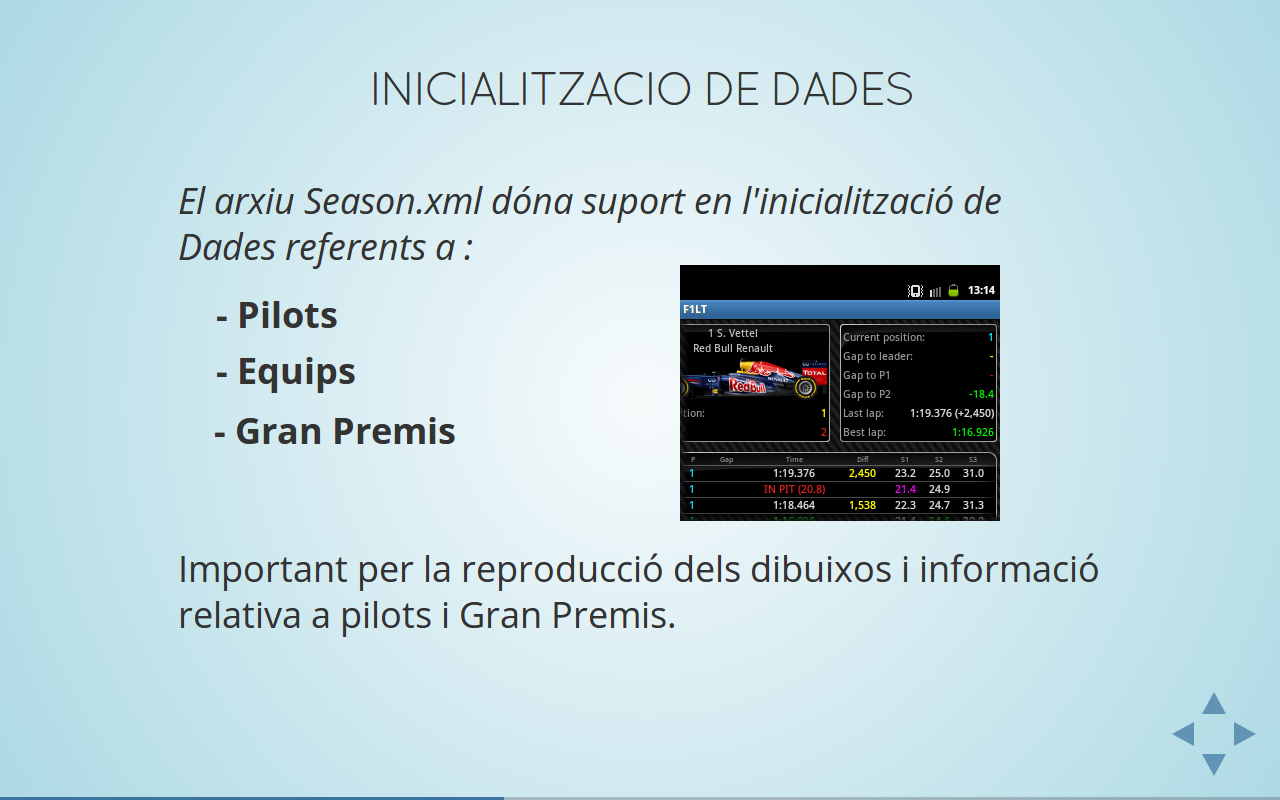 INICIALITZACIO DE DADES
El arxiu Season.xml dóna suport en l'inicialització de
Dades referents a :
- Pilots
- Equips
- Gran Premis
13:14
F1LT
1 S. Vettel
Red Bull Renault
Red Bull
TOTAL
tion: 1
2
Current position: 1
Gap to leader: -
Gap to P1 -
Gap to P2 -18.4
Last lap: 1:19.376 (+2,450)
Best lap: 1:16.926
P Gap Time Diff S1 S2 S3
1 1:19.376 2,450 23.2 25.0 31.0
1 IN PIT (20.8) 21.4 24.9
1 1:18.464 1,538 22.3 24.7 31.3
Important per la reproducció dels dibuixos i informació
relativa a pilots i Gran Premis.